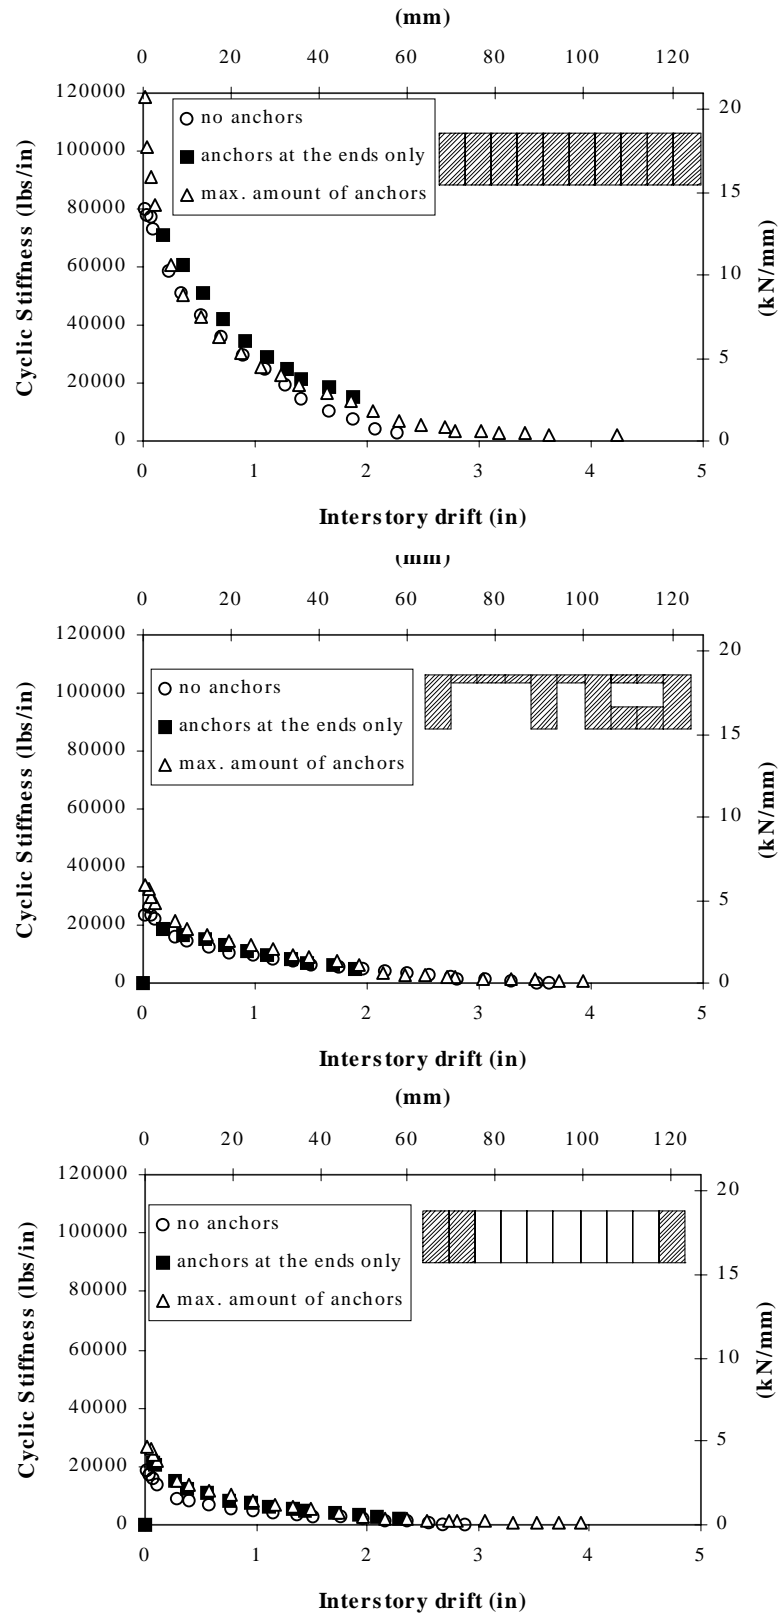 (mm)
0 20 40 60 80 100 120
120000
100000
80000
60000
40000
20000
0
Cyclic Stiffness (lbs/in)
no anchors
anchors at the ends only
max. amount of anchors
20
15
10
5
0
(kN/mm)
0 1 2 3 4 5
Interstory drift (in)
(mm)
0 20 40 60 80 100 120
120000
100000
80000
60000
40000
20000
0
Cyclic Stiffness (lbs/in)
no anchors
anchors at the ends only
max. amount of anchors
20
15
10
5
0
(kN/mm)
0 1 2 3 4 5
Interstory drift (in)
(mm)
0 20 40 60 80 100 120
120000
100000
80000
60000
40000
20000
0
Cyclic Stiffness (lbs/in)
no anchors
anchors at the ends only
max. amount of anchors
20
15
10
5
0
(kN/mm)
0 1 2 3 4 5
Interstory drift (in)